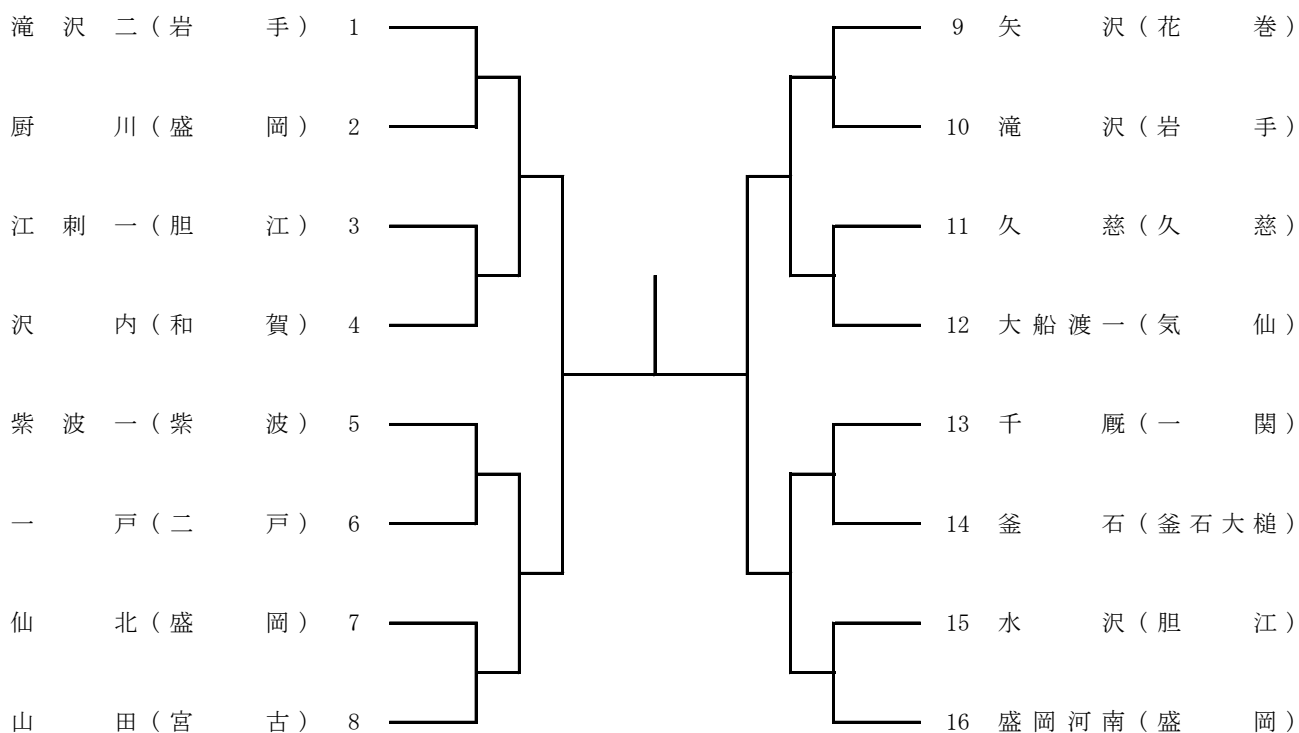 滝沢二(岩手) 1
厨川(盛岡) 2
江刺一(胆江) 3
沢内(和賀) 4
紫波一(紫波) 5
一戸(二戸) 6
仙北(盛岡) 7
山田(宮古) 8
9 矢沢(花巻)
10 滝沢(岩手)
11 久慈(久慈)
12 大船渡一(気仙)
13 千厩(一関)
14 釜石(釜石大槌)
15 水沢(胆江)
16 盛岡河南(盛岡)